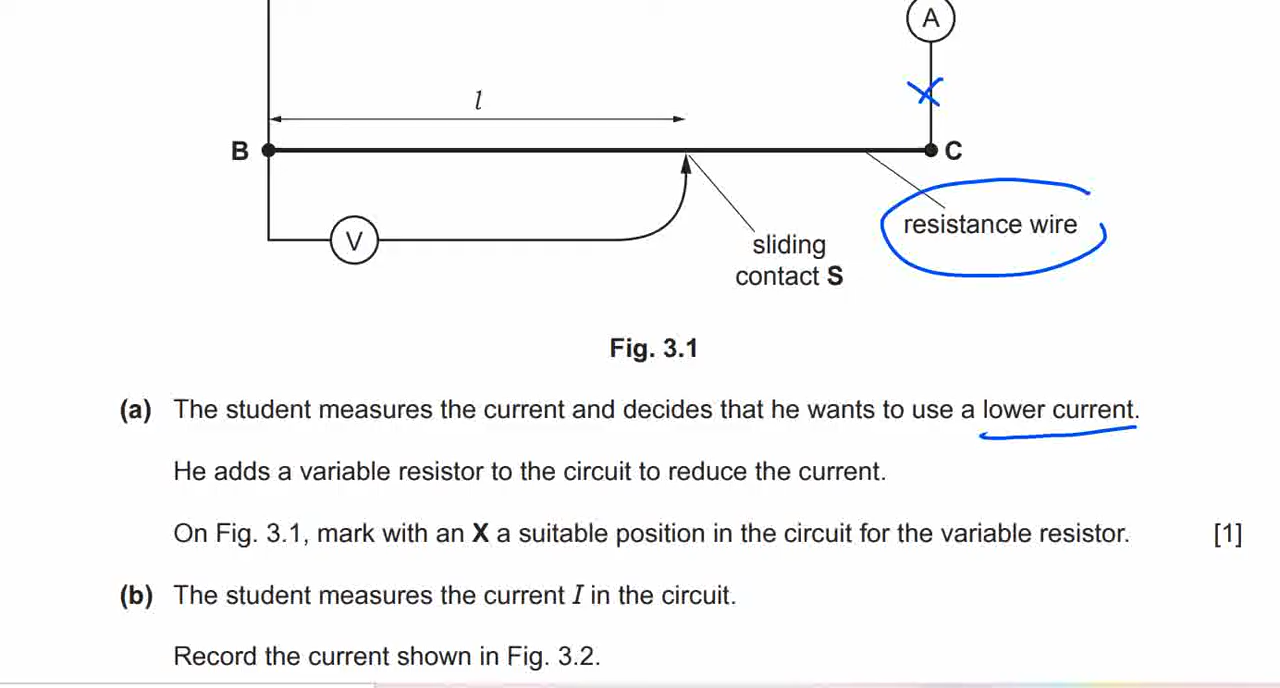 A
l
B
C
V
resistance wire
sliding
contact S
Fig. 3.1
(a) The student measures the current and decides that he wants to use a lower current.
He adds a variable resistor to the circuit to reduce the current.
On Fig. 3.1, mark with an X a suitable position in the circuit for the variable resistor. [1]
(b) The student measures the current I in the circuit.
Record the current shown in Fig. 3.2.